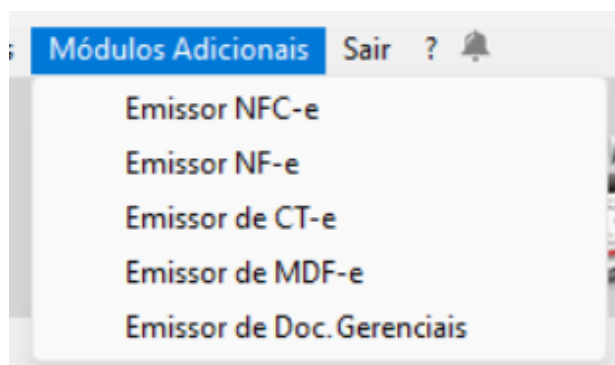 s Módulos Adicionais Sair ?
Emissor NFC-e
Emissor NF-e
Emissor de CT-e
Emissor de MDF-e
Emissor de Doc. Gerenciais